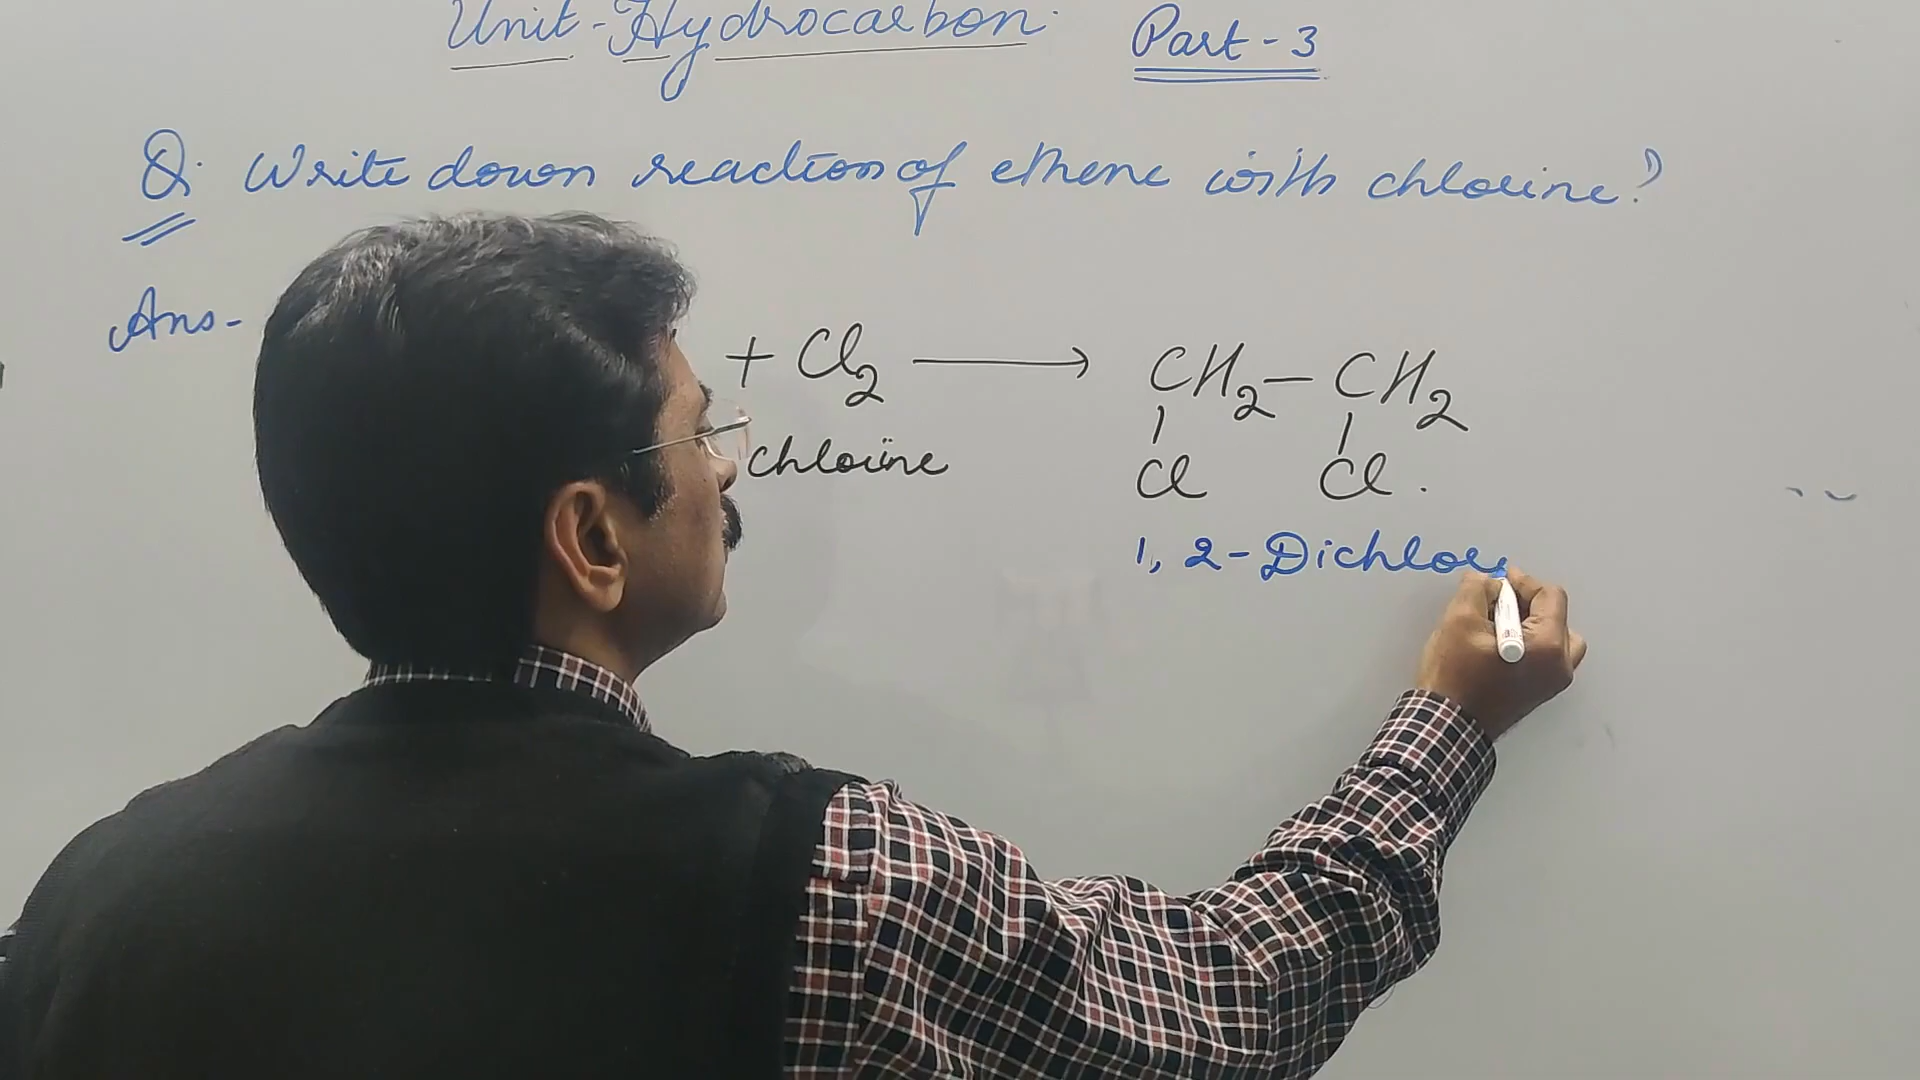 Unit-Hydrocarbon. Part-3
Q. Write down reaction of ethene with chlorine?
Ans-
+ Cl2 ⟶ CH2–CH2
chlorine
Cl Cl.
1, 2-Dichloro